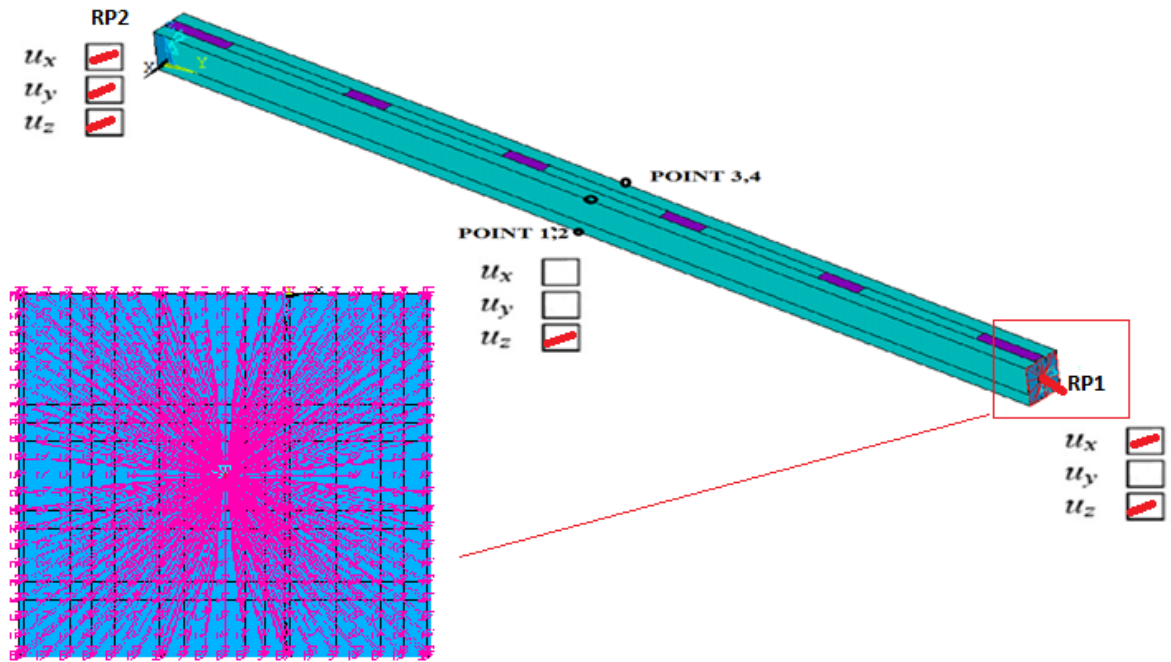 RP2
u_x
u_y
u_z
X
Y
POINT 3,4
POINT 1,2
u_x
u_y
u_z
RP1
u_x
u_y
u_z